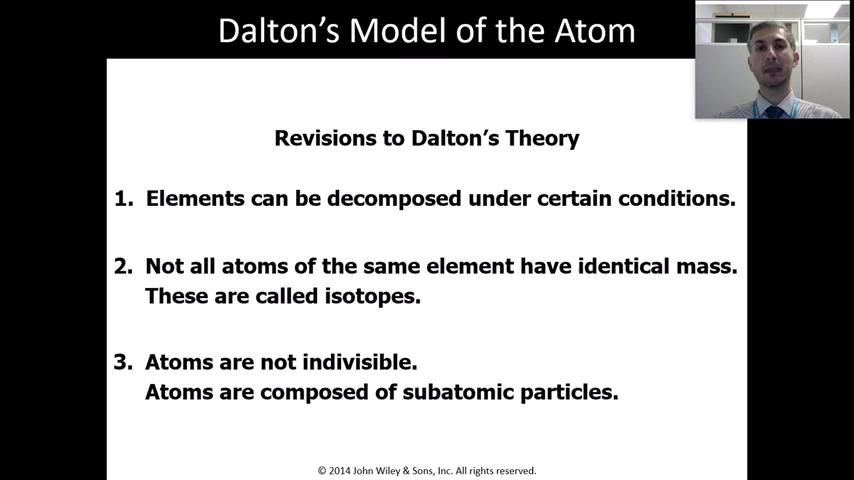 Dalton’s Model of the Atom
Revisions to Dalton’s Theory
1. Elements can be decomposed under certain conditions.
2. Not all atoms of the same element have identical mass.
These are called isotopes.
3. Atoms are not indivisible.
Atoms are composed of subatomic particles.
© 2014 John Wiley & Sons, Inc. All rights reserved.